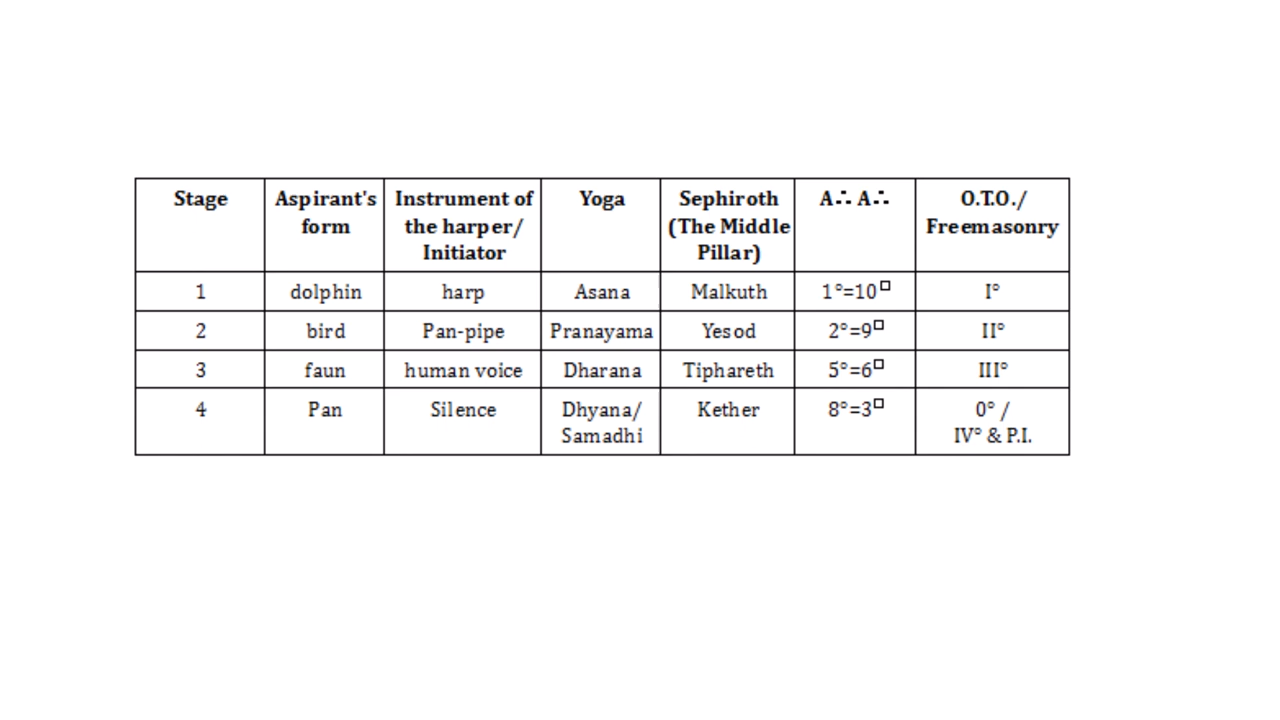 Stage Aspirant's form Instrument of the harper/ Initiator Yoga Sephiroth (The Middle Pillar) A∴ A∴ O.T.O./ Freemasonry
1 dolphin harp Asana Malkuth 1°=10□ I°
2 bird Pan-pipe Pranayama Yesod 2°=9□ II°
3 faun human voice Dharana Tiphareth 5°=6□ III°
4 Pan Silence Dhyana/ Samadhi Kether 8°=3□ 0° / IV° & P.I.